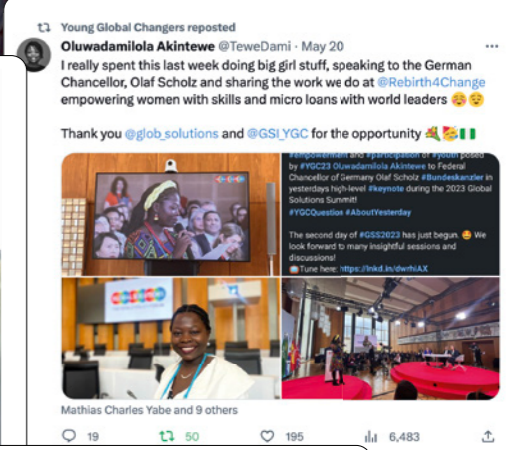 Young Global Changers reposted
Oluwadamilola Akintewe @TeweDami · May 20 ...
I really spent this last week doing big girl stuff, speaking to the German
Chancellor, Olaf Scholz and sharing the work we do at @Rebirth4Change
empowering women with skills and micro loans with world leaders
Thank you @glob_solutions and @GSI_YGC for the opportunity
#empowerment and #participation of #youth posed
by #YGC23 Oluwadamilola Akintewe to Federal
Chancellor of Germany Olaf Scholz #Bundeskanzler in
yesterdays high-level #keynote during the 2023 Global
Solutions Summit!
#YGCQuestion #AboutYesterday
The second day of #GSS2023 has just begun. 🤩 We
look forward to many insightful sessions and
discussions!
Tune here: https://lnkd.in/dwrhiAX
Mathias Charles Yabe and 9 others
19 50 195 6,483